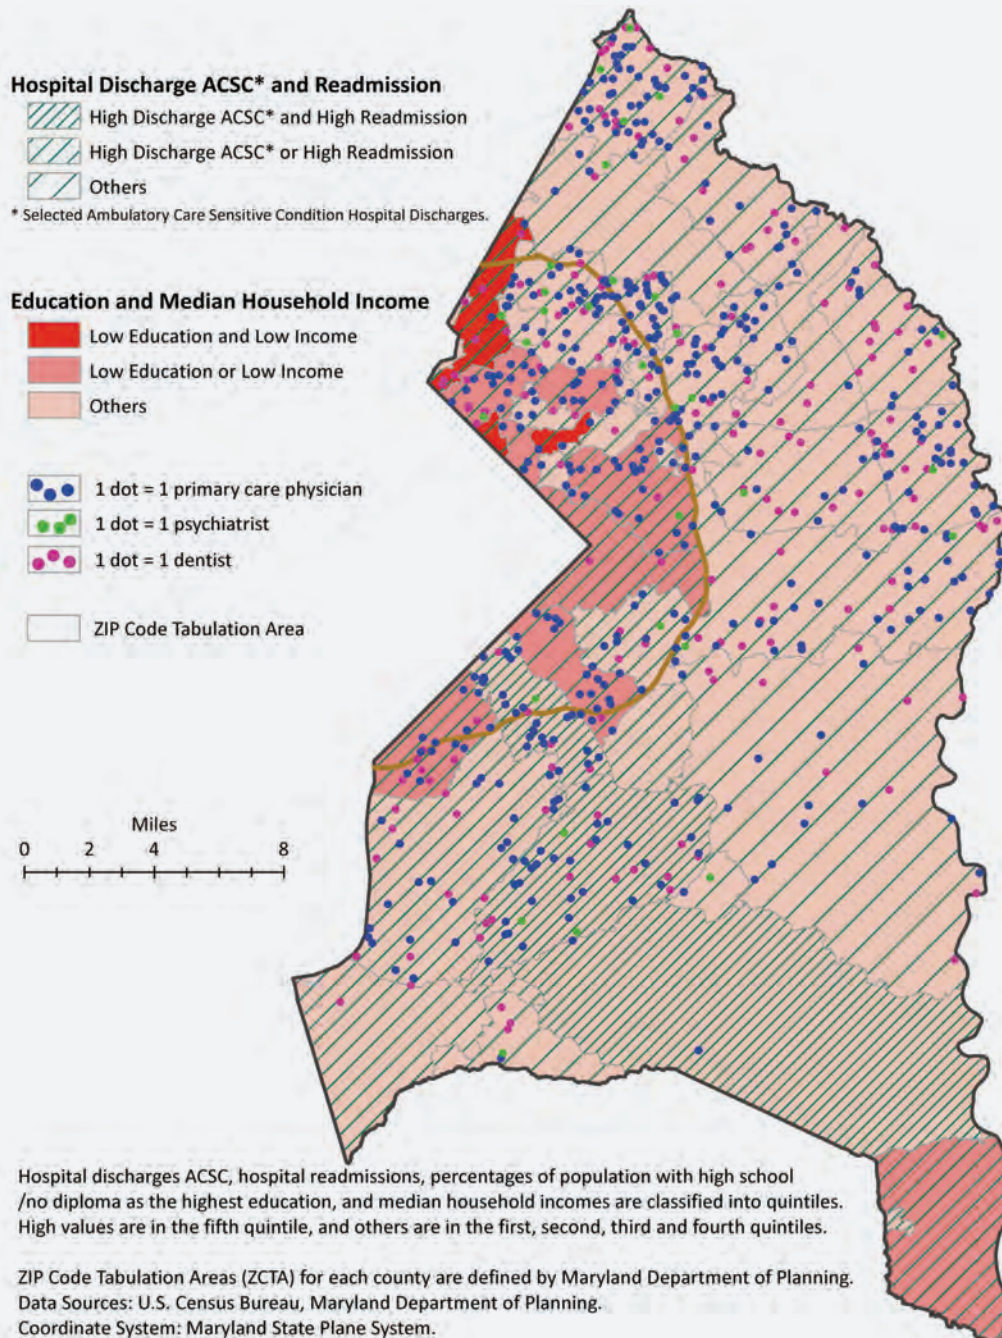 Hospital Discharge ACSC* and Readmission
High Discharge ACSC* and High Readmission
High Discharge ACSC* or High Readmission
Others
* Selected Ambulatory Care Sensitive Condition Hospital Discharges.
Education and Median Household Income
Low Education and Low Income
Low Education or Low Income
Others
1 dot = 1 primary care physician
1 dot = 1 psychiatrist
1 dot = 1 dentist
ZIP Code Tabulation Area
Miles
0 2 4 8
Hospital discharges ACSC, hospital readmissions, percentages of population with high school
/no diploma as the highest education, and median household incomes are classified into quintiles.
High values are in the fifth quintile, and others are in the first, second, third and fourth quintiles.
ZIP Code Tabulation Areas (ZCTA) for each county are defined by Maryland Department of Planning.
Data Sources: U.S. Census Bureau, Maryland Department of Planning.
Coordinate System: Maryland State Plane System.